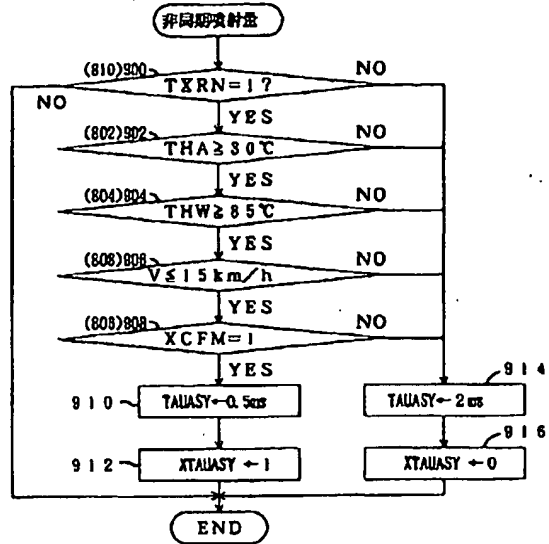 非同期噴射量
(810)900
TXRN=1?
NO
NO
YES
(802)902
THA≧30℃
NO
YES
(804)904
THW≧85℃
NO
YES
V≦15km/h
NO
YES
XCFM=1
NO
YES
910
TAUASY←0.5ms
914
TAUASY←2ms
912
XTAUASY←1
916
XTAUASY←0
END